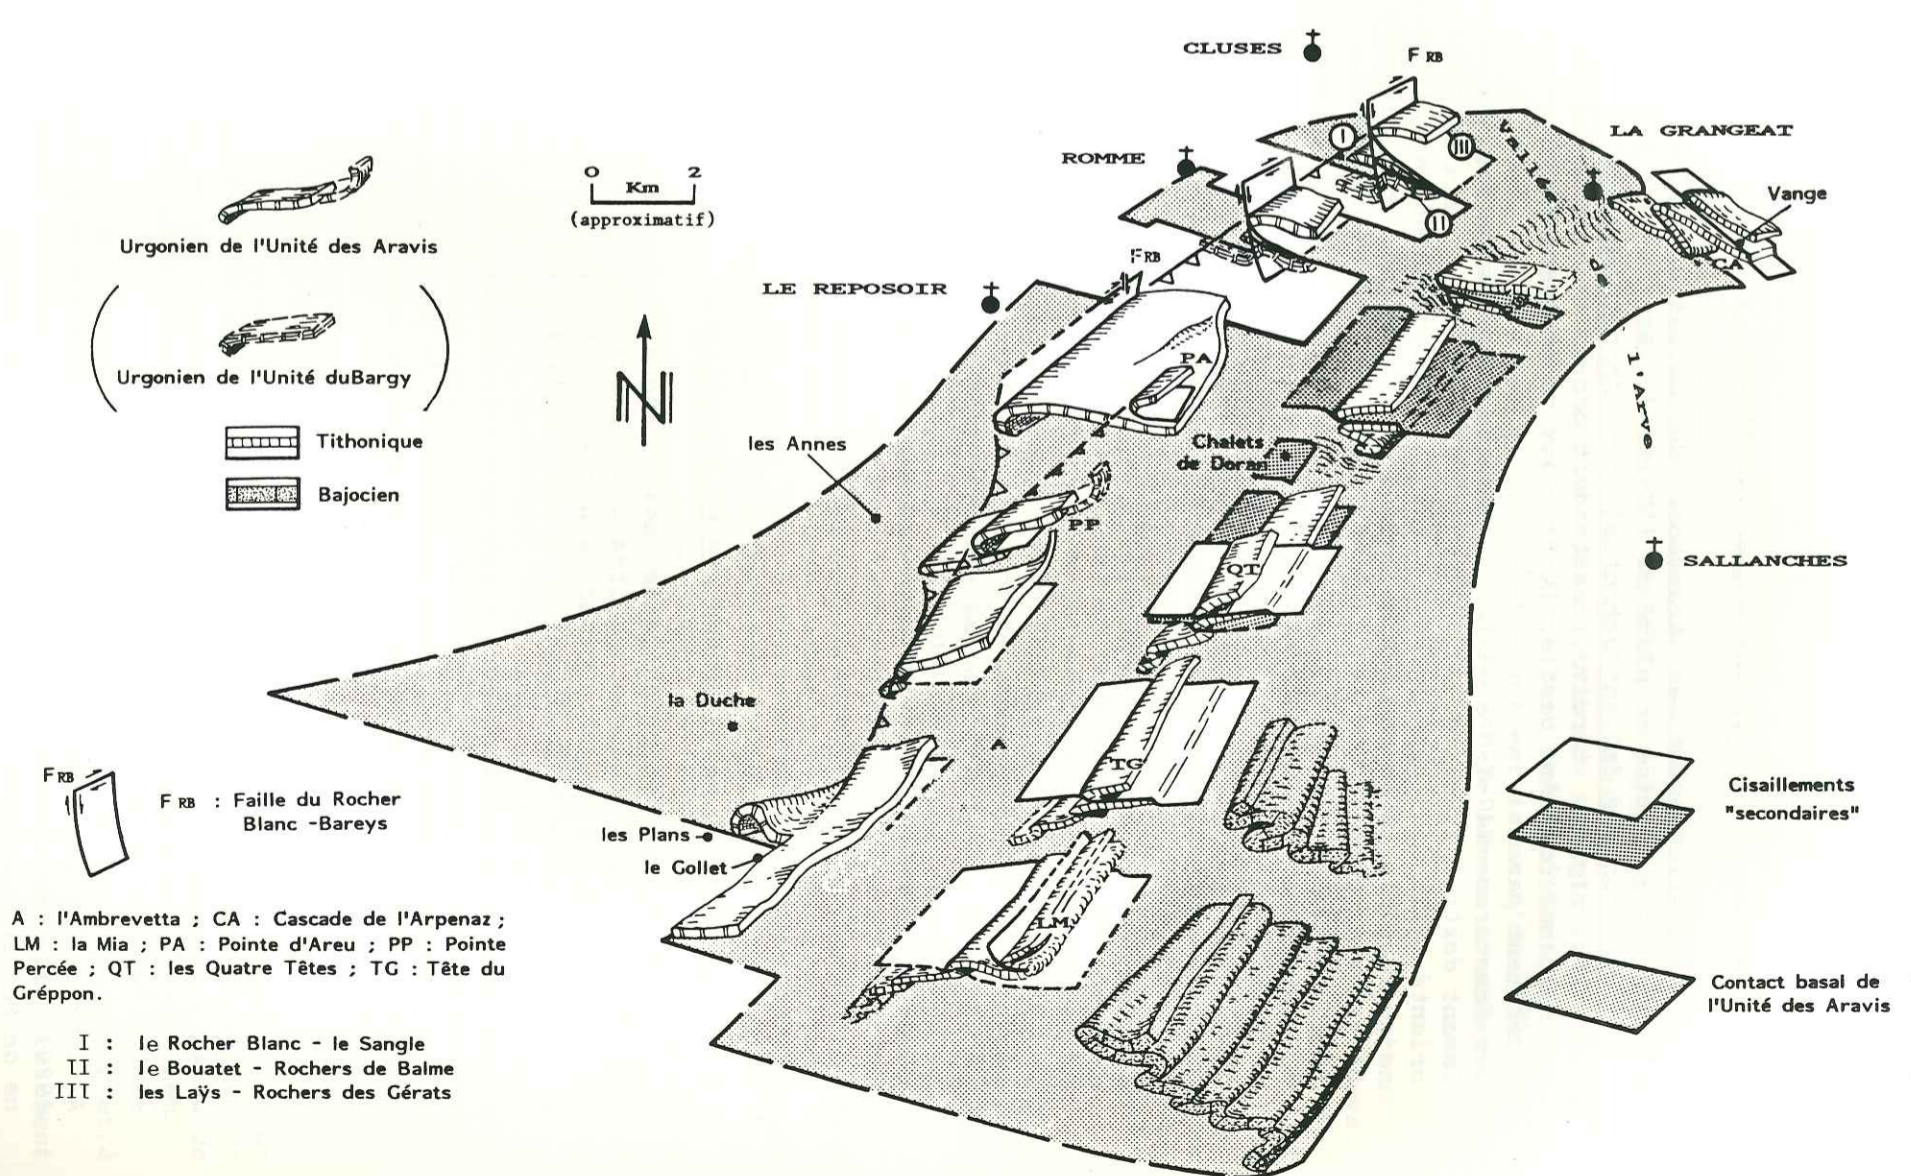 CLUSES
F RB
LA GRANGEAT
ROMME
I
III
II
Vallée
de
l'Arve
Vange
CA
0 2
Km
(approximatif)
Urgonien de l'Unité des Aravis
LE REPOSOIR
FRB
Urgonien de l'Unité duBargy
N
PA
Tithonique
Bajocien
les Annes
Chalets
de Doran
PP
QT
SALLANCHES
la Duche
A
TG
FRB
F RB : Faille du Rocher
Blanc -Bareys
les Plans
le Gollet
LM
Cisaillements
"secondaires"
A : l'Ambrevetta ; CA : Cascade de l'Arpenaz ;
LM : la Mia ; PA : Pointe d'Areu ; PP : Pointe
Percée ; QT : les Quatre Têtes ; TG : Tête du
Gréppon.
Contact basal de
l'Unité des Aravis
I : le Rocher Blanc - le Sangle
II : le Bouatet - Rochers de Balme
III : les Laÿs - Rochers des Gérats